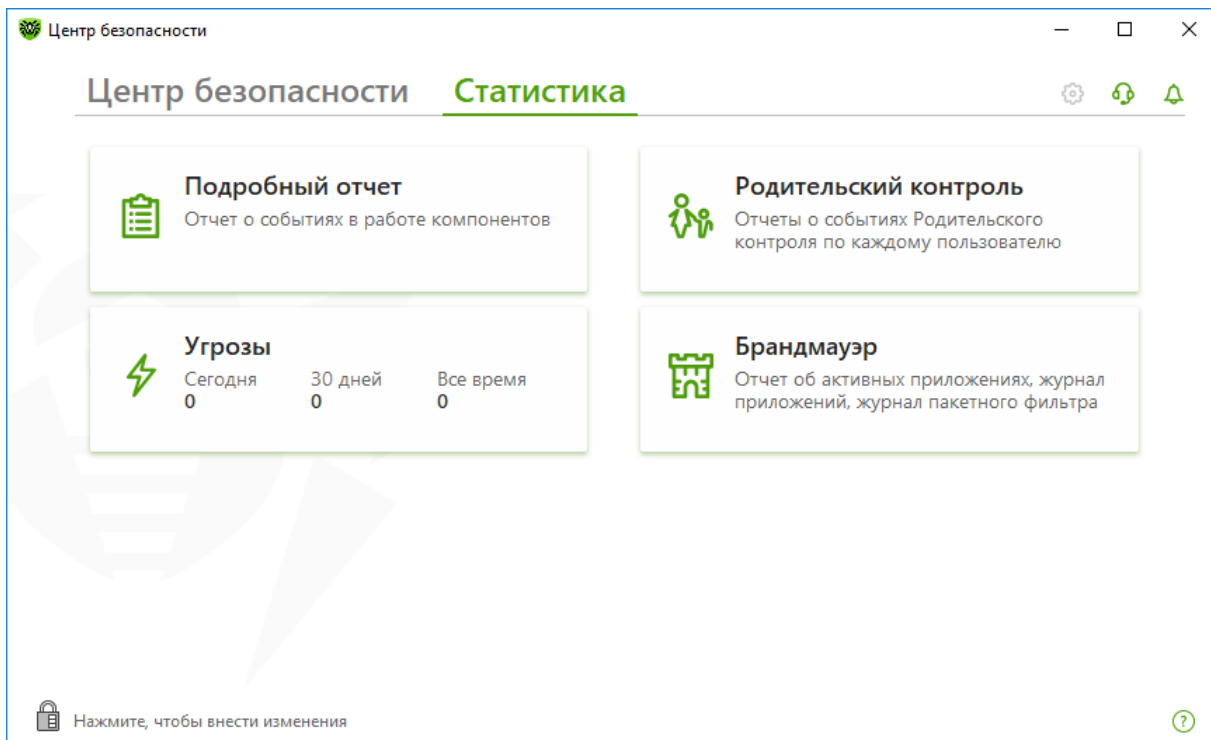 Центр безопасности
Центр безопасности Статистика
Подробный отчет
Отчет о событиях в работе компонентов
Родительский контроль
Отчеты о событиях Родительского
контроля по каждому пользователю
Угрозы
Сегодня 30 дней Все время
0 0 0
Брандмауэр
Отчет об активных приложениях, журнал
приложений, журнал пакетного фильтра
Нажмите, чтобы внести изменения
?